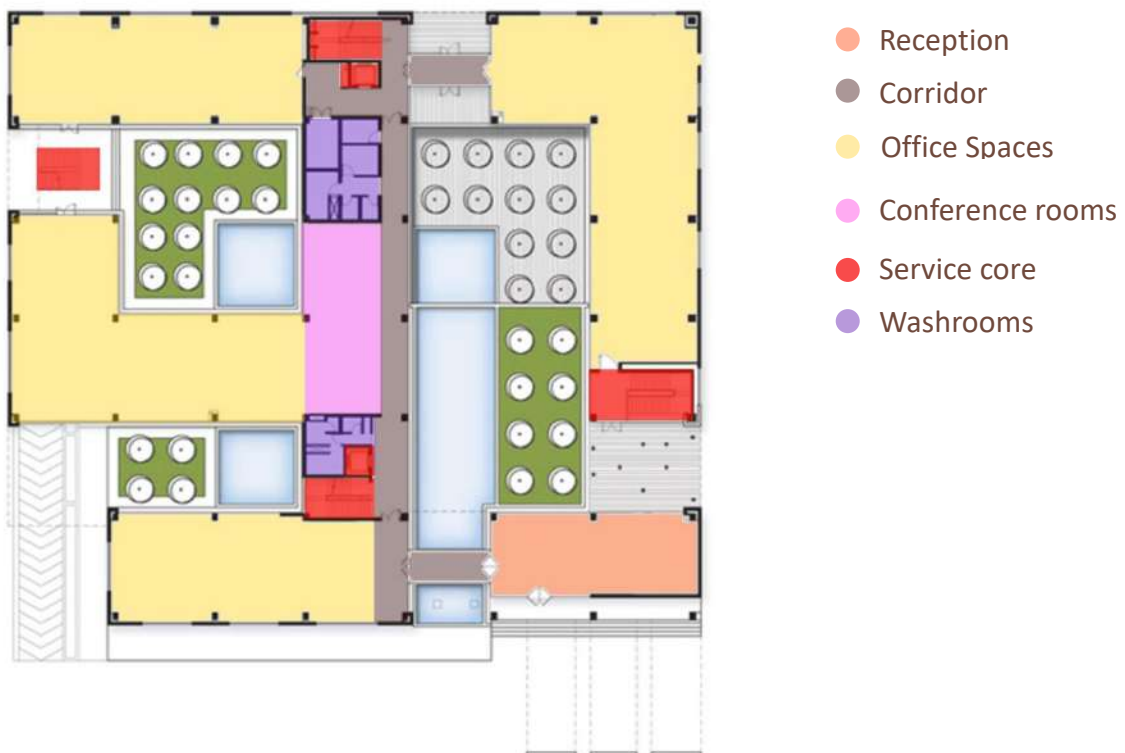 Reception
Corridor
Office Spaces
Conference rooms
Service core
Washrooms